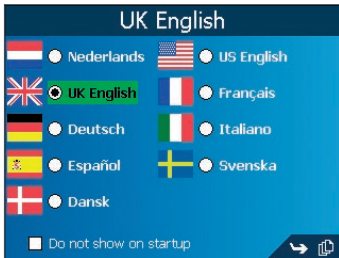 UK English
Nederlands
US English
UK English
Français
Deutsch
Italiano
Español
Svenska
Dansk
Do not show on startup